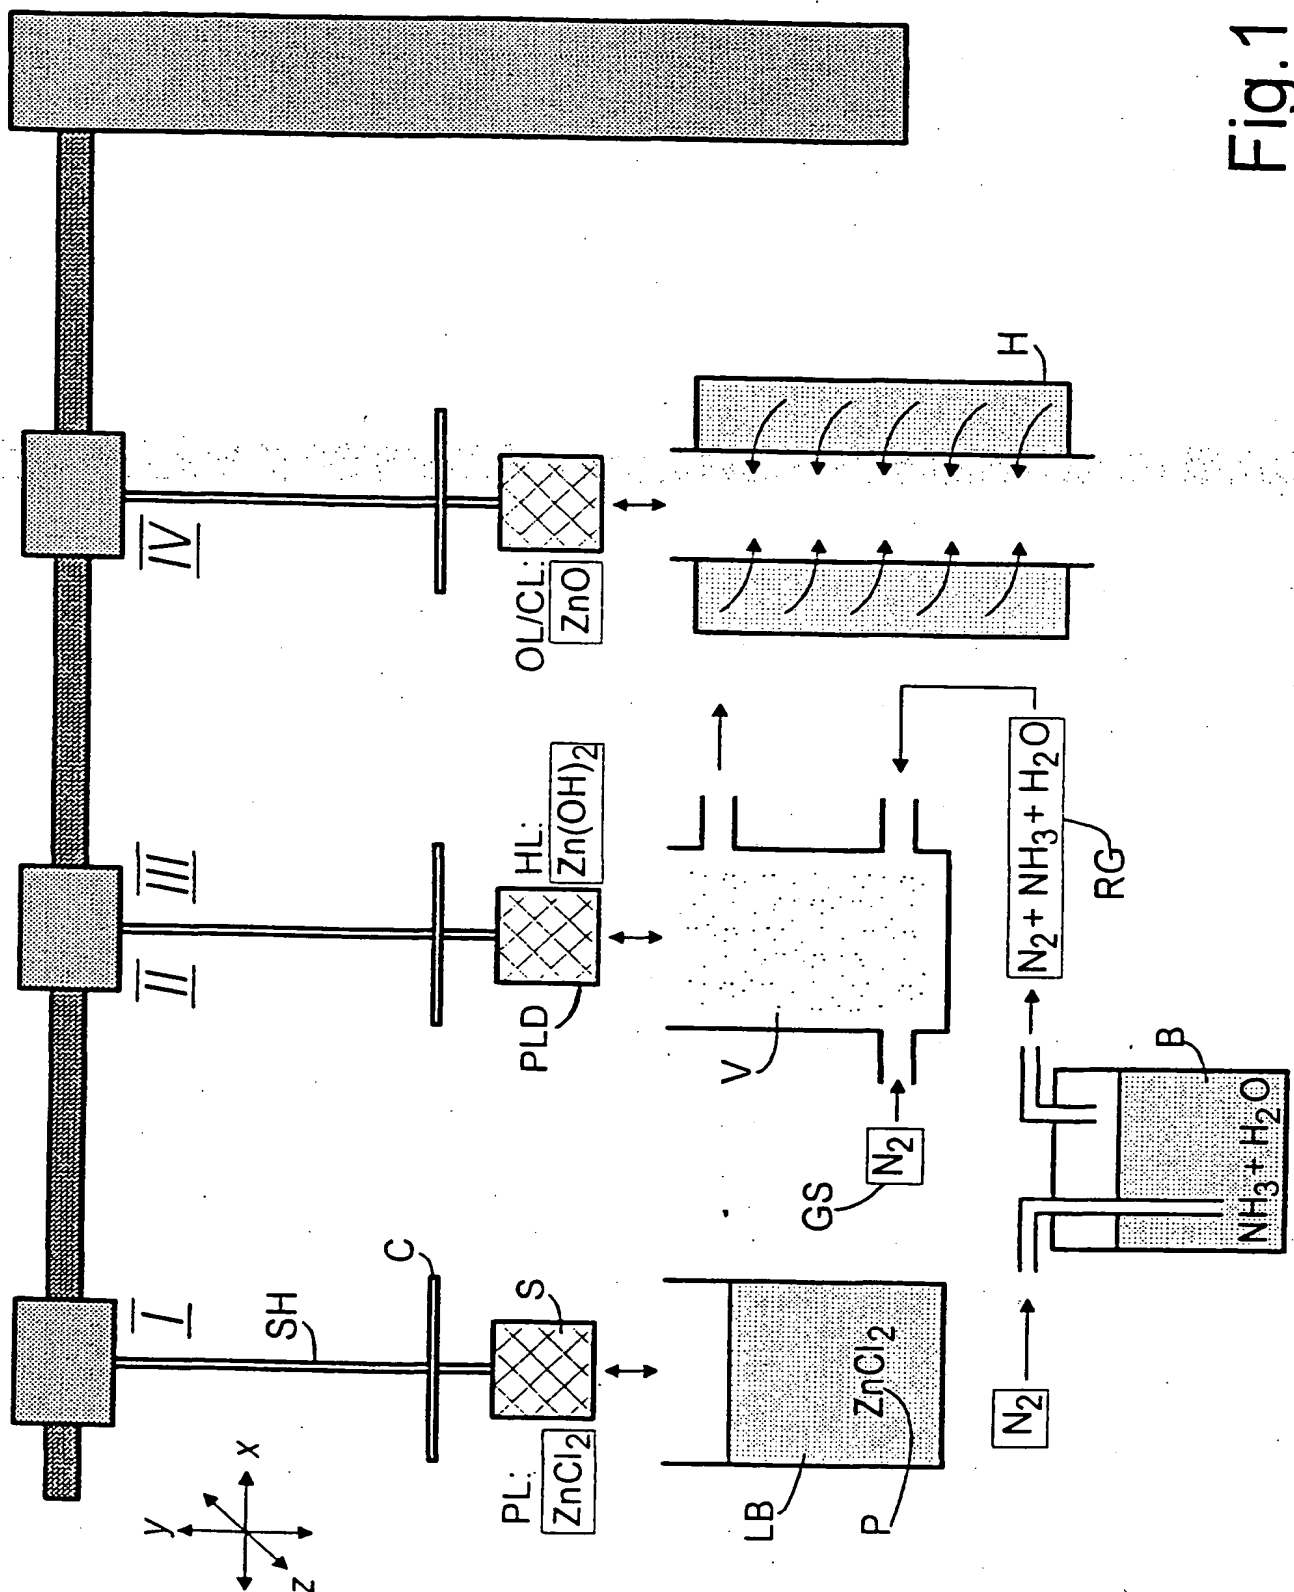 I
II
III
IV
SH
C
S
PL:
ZnCl2
PLD
HL:
Zn(OH)2
OL/CL:
ZnO
y
x
z
LB
P
ZnCl2
GS
N2
V
H
N2
NH3 + H2O
B
N2 + NH3 + H2O
RG
Fig.1